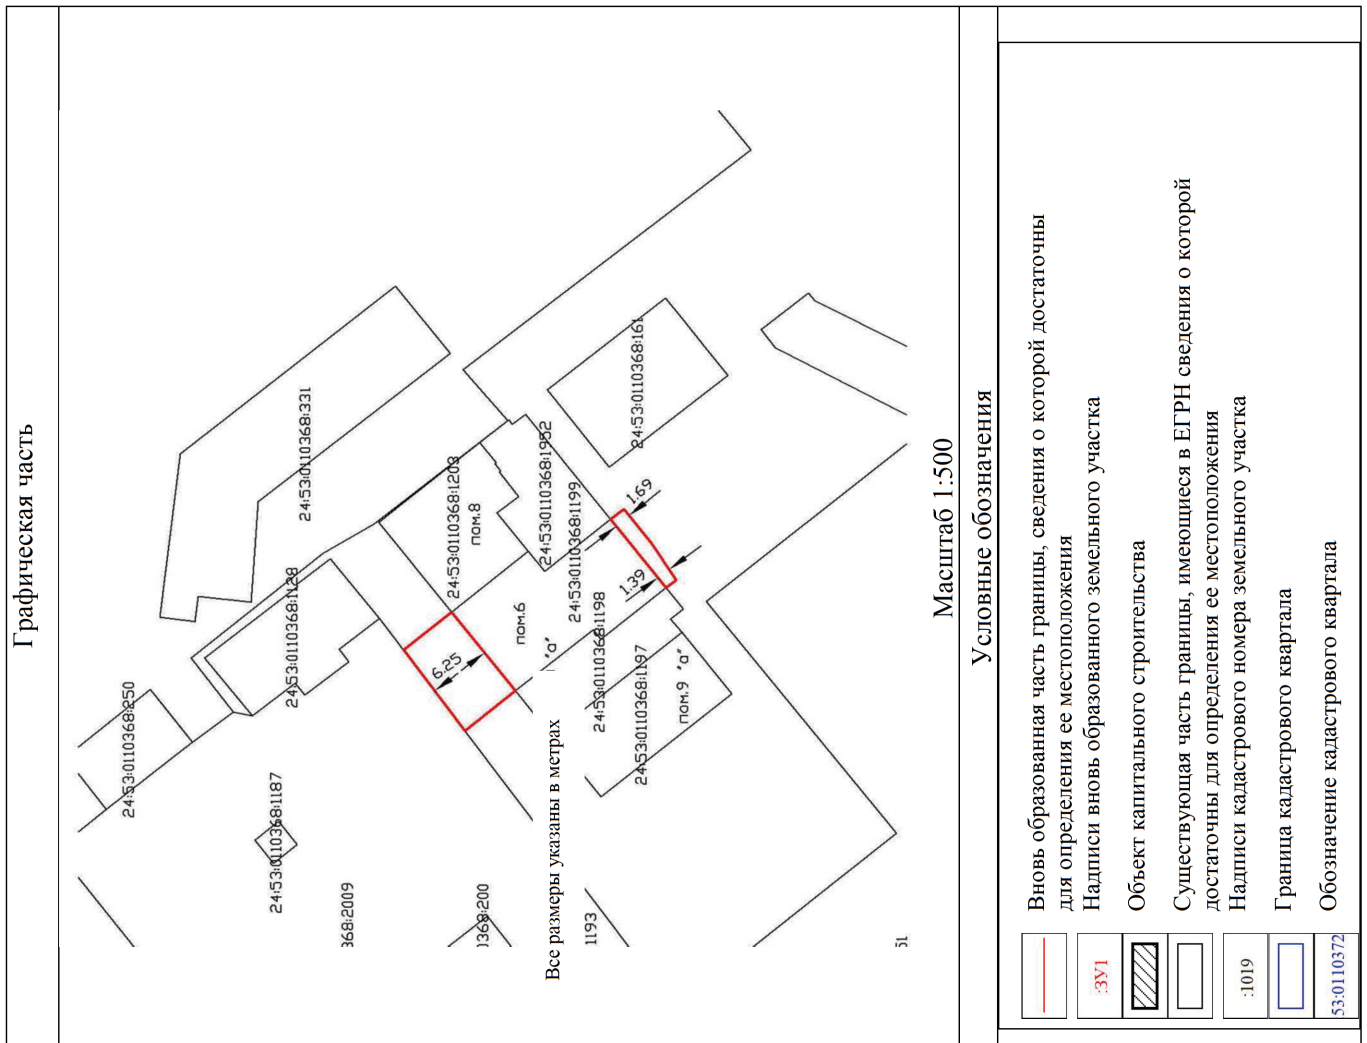 Графическая часть
24:53:0110368:250
24:53:0110368:1187
24:53:0110368:1128
24:53:0110368:331
368:2009
24:53:0110368:1203
пом.8
6.25
пом.6
"а"
0368:200
24:53:0110368:1952
24:53:0110368:1199
24:53:0110368:1198
24:53:0110368:1197
пом.9 "а"
24:53:0110368:161
1.69
1.39
Все размеры указаны в метрах
1193
51
Масштаб 1:500
Условные обозначения
Вновь образованная часть границы, сведения о которой достаточны
для определения ее местоположения
:ЗУ1
Надписи вновь образованного земельного участка
Объект капитального строительства
Существующая часть границы, имеющиеся в ЕГРН сведения о которой
достаточны для определения ее местоположения
:1019
Надписи кадастрового номера земельного участка
Граница кадастрового квартала
53:0110372
Обозначение кадастрового квартала